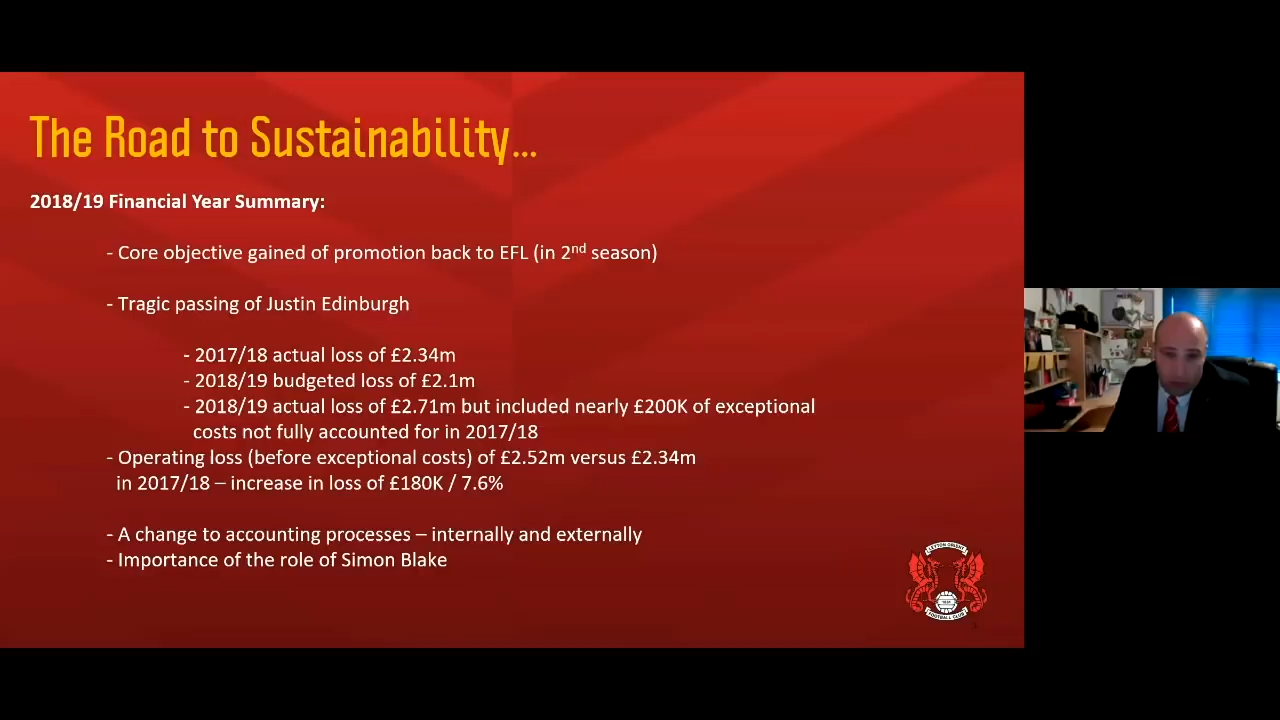 The Road to Sustainability...
2018/19 Financial Year Summary:
- Core objective gained of promotion back to EFL (in 2nd season)
- Tragic passing of Justin Edinburgh
- 2017/18 actual loss of £2.34m
- 2018/19 budgeted loss of £2.1m
- 2018/19 actual loss of £2.71m but included nearly £200K of exceptional
costs not fully accounted for in 2017/18
- Operating loss (before exceptional costs) of £2.52m versus £2.34m
in 2017/18 – increase in loss of £180K / 7.6%
- A change to accounting processes – internally and externally
- Importance of the role of Simon Blake
LEYTON ORIENT
FOOTBALL CLUB